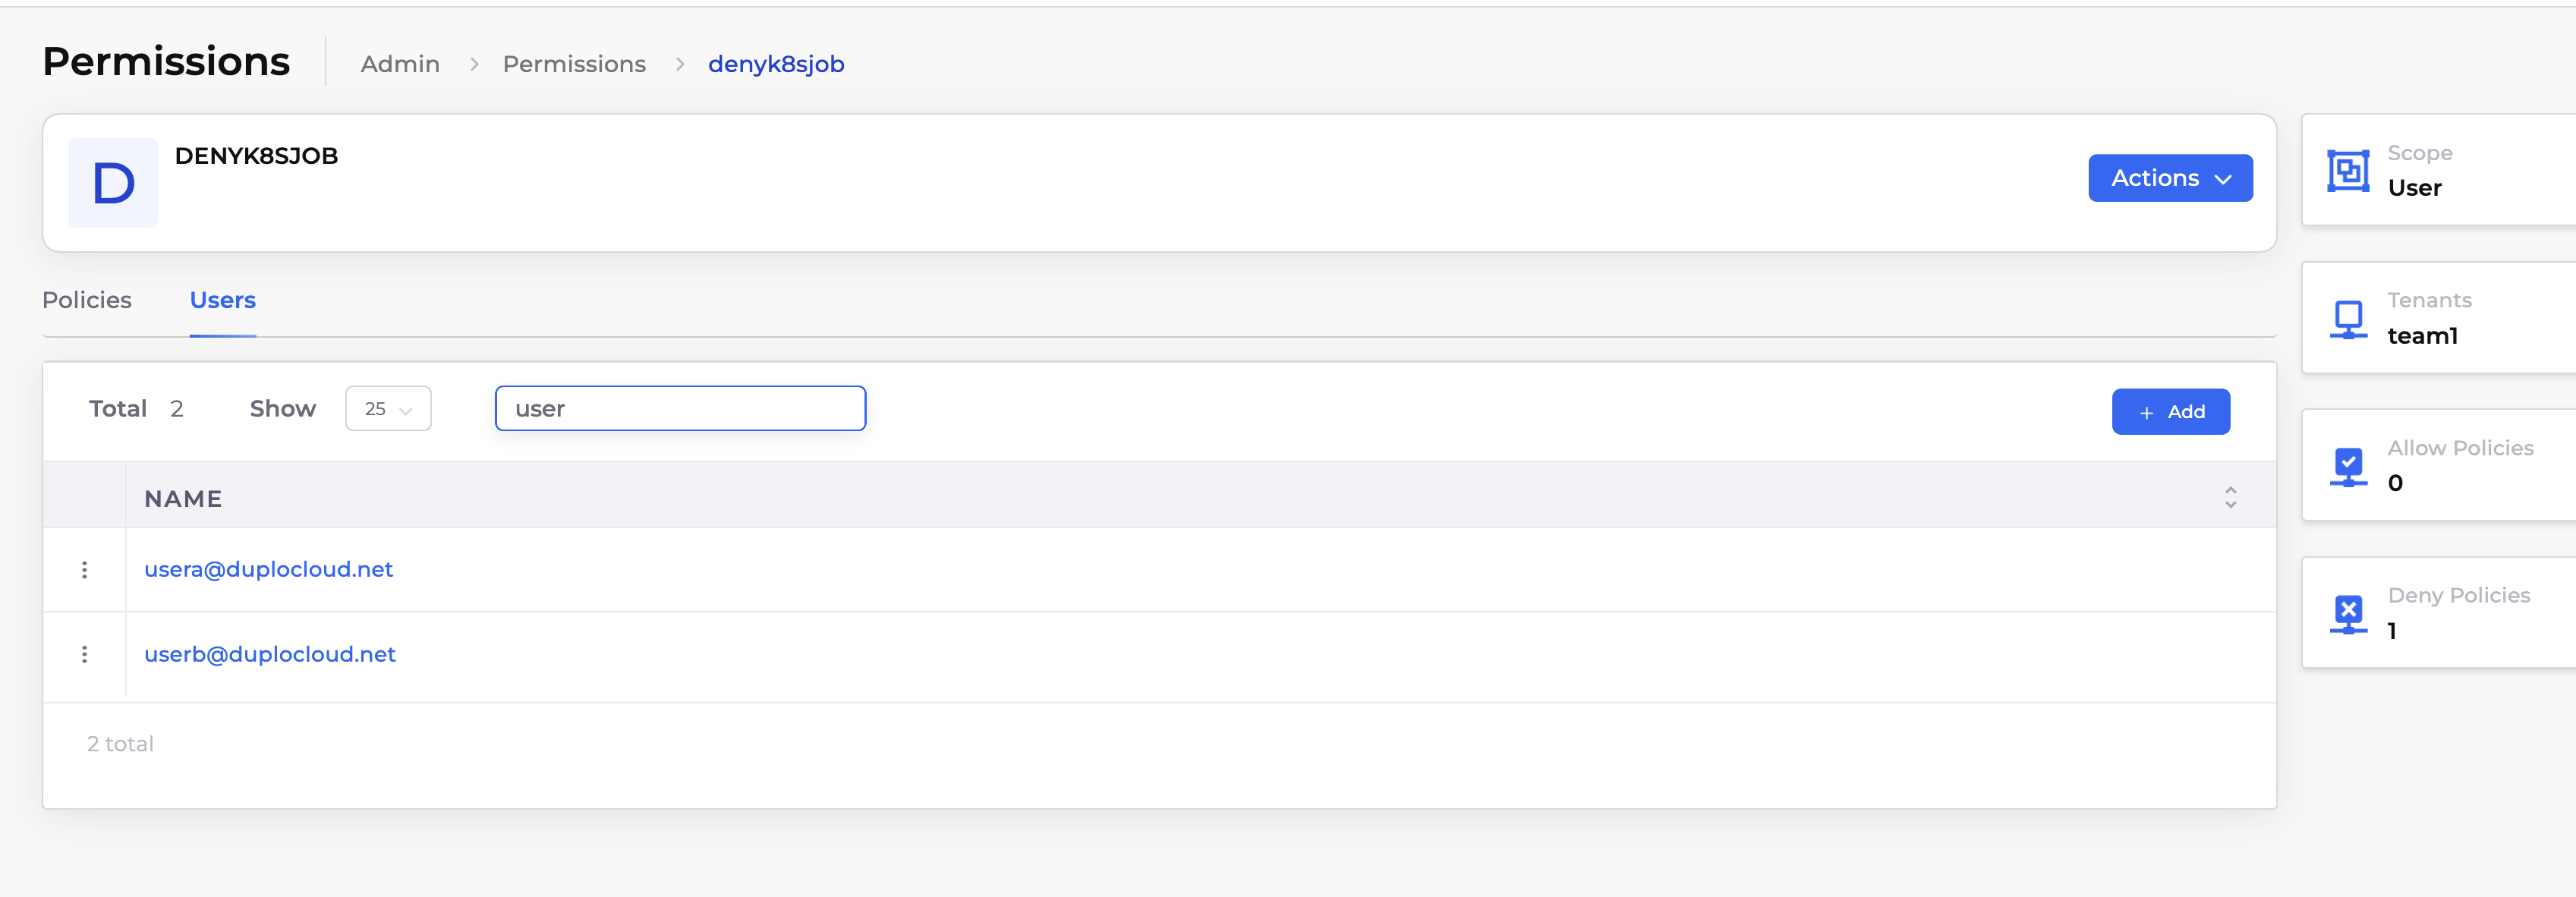 Permissions
Admin > Permissions > denyk8sjob
D
DENYK8SJOB
Actions
Scope
User
Policies
Users
Tenants
team1
Total 2 Show 25 user
+ Add
Allow Policies
0
NAME
usera@duplocloud.net
Deny Policies
1
userb@duplocloud.net
2 total